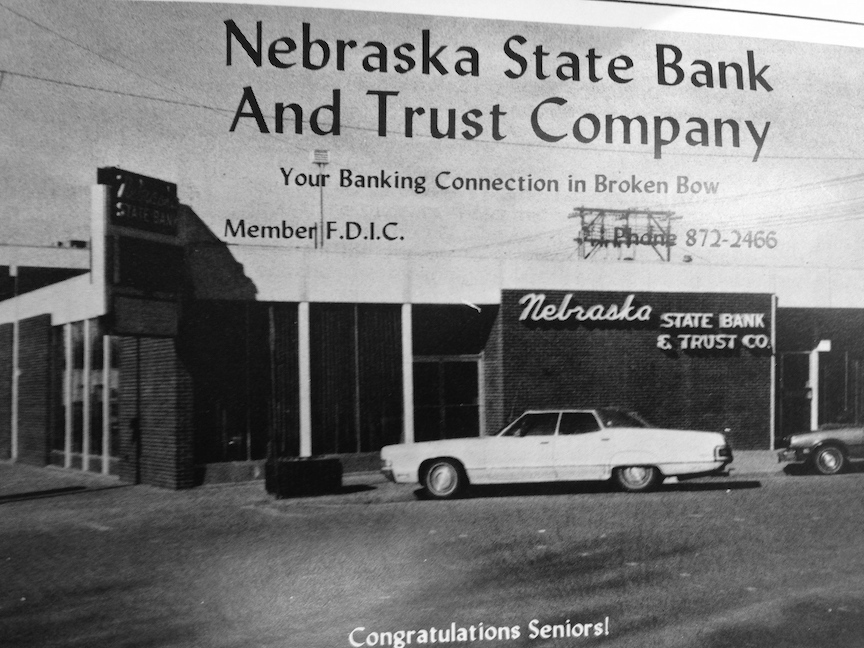 Nebraska State Bank
And Trust Company
Your Banking Connection in Broken Bow
Member F.D.I.C.
Phone 872-2466
Nebraska
STATE BANK
Nebraska STATE BANK
& TRUST CO.
Congratulations Seniors!